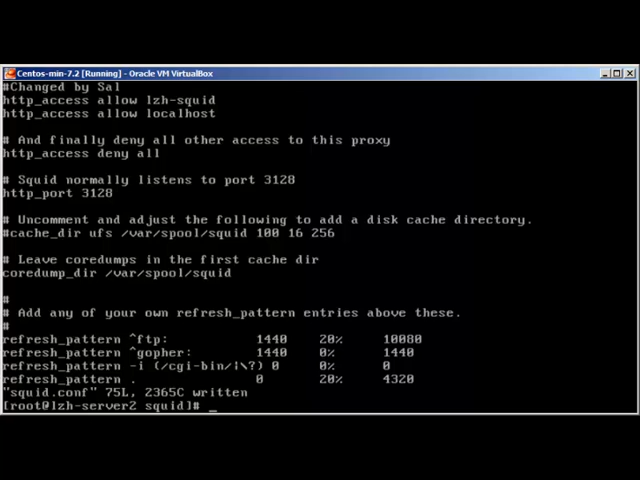 Centos-min-7.2 [Running] - Oracle VM VirtualBox
#Changed by Sal
http_access allow lzh-squid
http_access allow localhost
# And finally deny all other access to this proxy
http_access deny all
# Squid normally listens to port 3128
http_port 3128
# Uncomment and adjust the following to add a disk cache directory.
#cache_dir ufs /var/spool/squid 100 16 256
# Leave coredumps in the first cache dir
coredump_dir /var/spool/squid
#
# Add any of your own refresh_pattern entries above these.
#
refresh_pattern ^ftp: 1440 20% 10080
refresh_pattern ^gopher: 1440 0% 1440
refresh_pattern -i (/cgi-bin/|\?) 0 0% 0
refresh_pattern . 0 20% 4320
"squid.conf" 75L, 2365C written
[root@lzh-server2 squid]# _